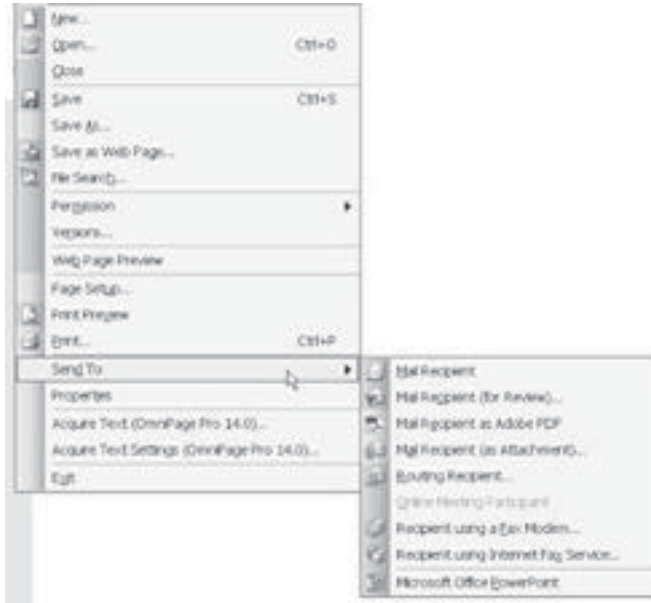 New...
Open... Ctrl+O
Close
Save Ctrl+S
Save As...
Save as Web Page...
File Search...
Permission
Versions...
Web Page Preview
Page Setup...
Print Preview
Print... Ctrl+P
Send To
Properties
Acquire Text (OmniPage Pro 14.0)...
Acquire Text Settings (OmniPage Pro 14.0)...
Exit
Mail Recipient
Mail Recipient (for Review)...
Mail Recipient as Adobe PDF
Mail Recipient (as Attachment)...
Routing Recipient...
Online Meeting Participant
Recipient using a Fax Modem...
Recipient using Internet Fax Service...
Microsoft Office PowerPoint